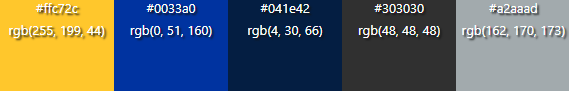 #ffc72c #0033a0 #041e42 #303030 #a2aaad
rgb(255, 199, 44) rgb(0, 51, 160) rgb(4, 30, 66) rgb(48, 48, 48) rgb(162, 170, 173)